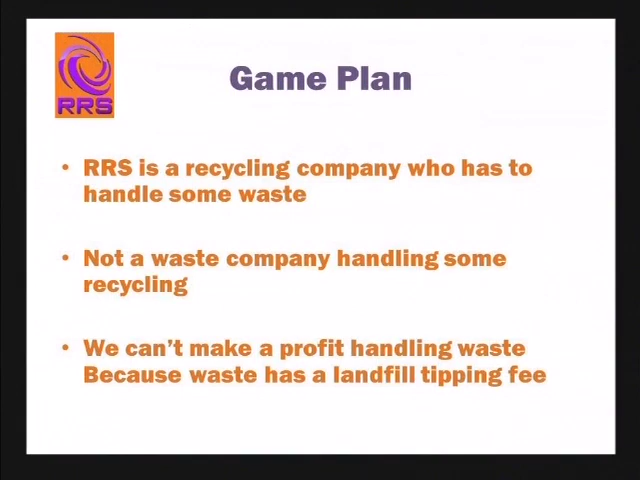 RRS
Game Plan
• RRS is a recycling company who has to
handle some waste
• Not a waste company handling some
recycling
• We can't make a profit handling waste
Because waste has a landfill tipping fee